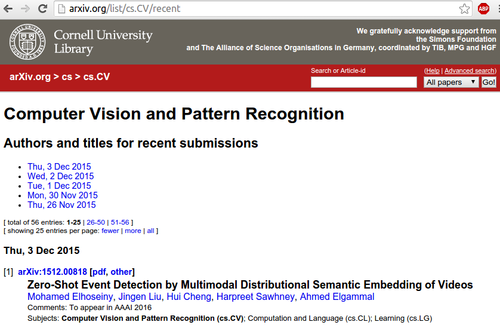 arxiv.org/list/cs.CV/recent
ABP
Cornell University
Library
We gratefully acknowledge support from
the Simons Foundation
and The Alliance of Science Organisations in Germany, coordinated by TIB, MPG and HGF
arXiv.org > cs > cs.CV
Search or Article-id
(Help | Advanced search)
All papers
Go!
Computer Vision and Pattern Recognition
Authors and titles for recent submissions
Thu, 3 Dec 2015
Wed, 2 Dec 2015
Tue, 1 Dec 2015
Mon, 30 Nov 2015
Thu, 26 Nov 2015
[ total of 56 entries: 1-25 | 26-50 | 51-56 ]
[ showing 25 entries per page: fewer | more | all ]
Thu, 3 Dec 2015
[1] arXiv:1512.00818 [pdf, other]
Zero-Shot Event Detection by Multimodal Distributional Semantic Embedding of Videos
Mohamed Elhoseiny, Jingen Liu, Hui Cheng, Harpreet Sawhney, Ahmed Elgammal
Comments: To appear in AAAI 2016
Subjects: Computer Vision and Pattern Recognition (cs.CV); Computation and Language (cs.CL); Learning (cs.LG)